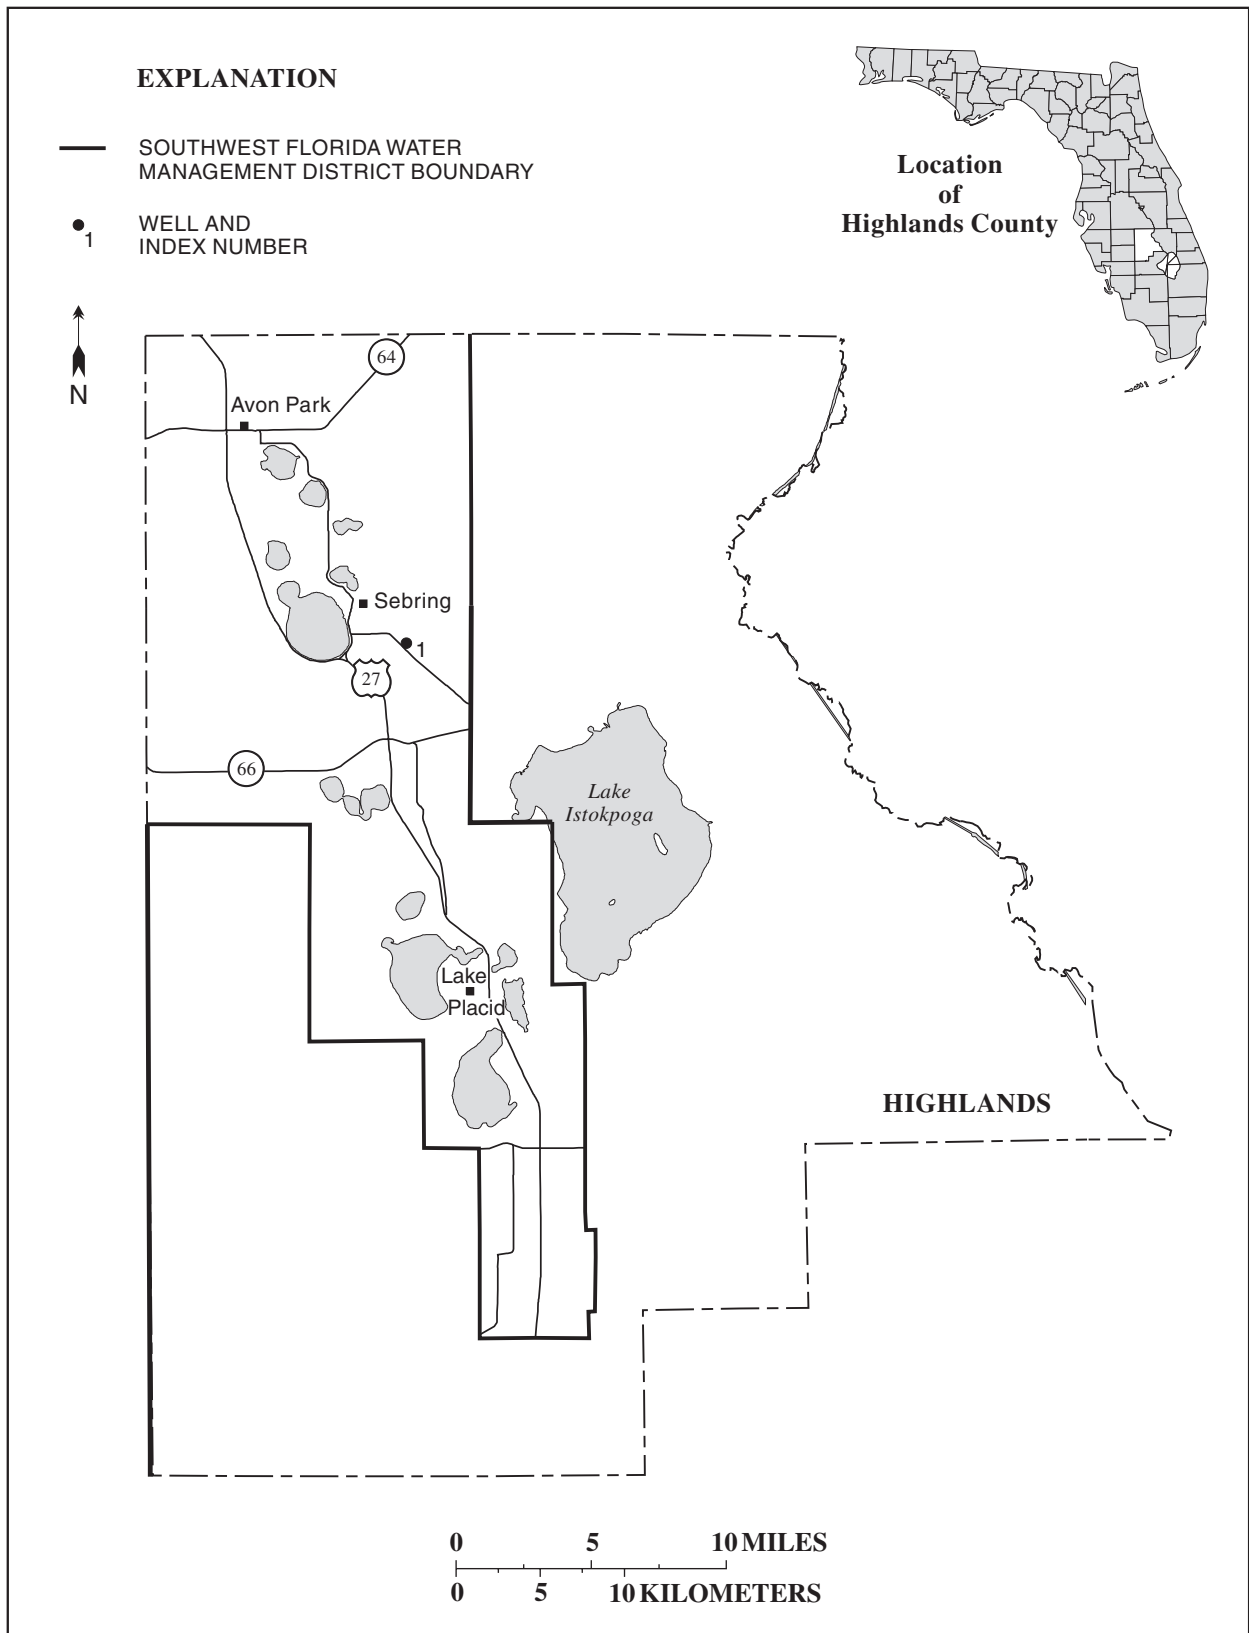 EXPLANATION
SOUTHWEST FLORIDA WATER
MANAGEMENT DISTRICT BOUNDARY
1
WELL AND
INDEX NUMBER
N
Location
of
Highlands County
64
Avon Park
Sebring
1
27
66
Lake
Istokpoga
Lake
Placid
HIGHLANDS
0 5 10 MILES
0 5 10 KILOMETERS